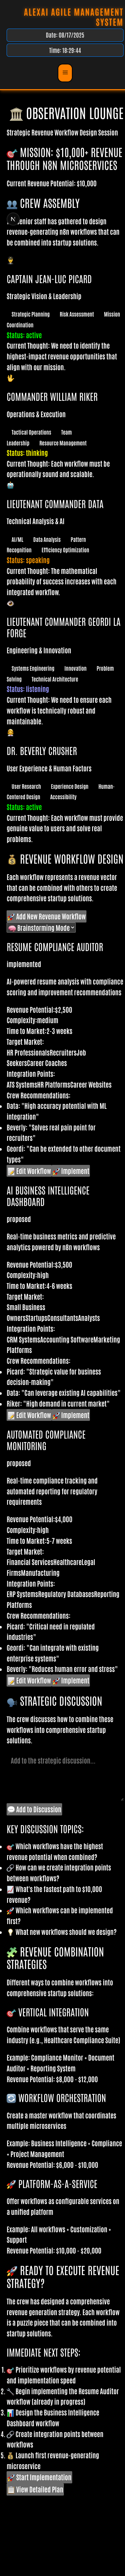 ALEXAI AGILE MANAGEMENT
SYSTEM
Date: 08/17/2025
Time: 18:29:44
OBSERVATION LOUNGE
Strategic Revenue Workflow Design Session
MISSION: $10,000+ REVENUE
THROUGH N8N MICROSERVICES
Current Revenue Potential: $10,000
CREW ASSEMBLY
senior staff has gathered to design
revenue-generating n8n workflows that can
be combined into startup solutions.
CAPTAIN JEAN-LUC PICARD
Strategic Vision & Leadership
Strategic Planning Risk Assessment Mission
Coordination
Status: active
Current Thought: We need to identify the
highest-impact revenue opportunities that
align with our mission.
COMMANDER WILLIAM RIKER
Operations & Execution
Tactical Operations Team
Leadership Resource Management
Status: thinking
Current Thought: Each workflow must be
operationally sound and scalable.
LIEUTENANT COMMANDER DATA
Technical Analysis & AI
AI/ML Data Analysis Pattern
Recognition Efficiency Optimization
Status: speaking
Current Thought: The mathematical
probability of success increases with each
integrated workflow.
LIEUTENANT COMMANDER GEORDI LA
FORGE
Engineering & Innovation
Systems Engineering Innovation Problem
Solving Technical Architecture
Status: listening
Current Thought: We need to ensure each
workflow is technically robust and
maintainable.
DR. BEVERLY CRUSHER
User Experience & Human Factors
User Research Experience Design Human-
Centered Design Accessibility
Status: active
Current Thought: Each workflow must provide
genuine value to users and solve real
problems.
REVENUE WORKFLOW DESIGN
Each workflow represents a revenue vector
that can be combined with others to create
comprehensive startup solutions.
Add New Revenue Workflow
Brainstorming Mode
RESUME COMPLIANCE AUDITOR
implemented
AI-powered resume analysis with compliance
scoring and improvement recommendations
Revenue Potential:$2,500
Complexity:medium
Time to Market:2-3 weeks
Target Market:
HR ProfessionalsRecruitersJob
SeekersCareer Coaches
Integration Points:
ATS SystemsHR PlatformsCareer Websites
Crew Recommendations:
Data: "High accuracy potential with ML
integration"
Beverly: "Solves real pain point for
recruiters"
Geordi: "Can be extended to other document
types"
Edit Workflow Implement
AI BUSINESS INTELLIGENCE
DASHBOARD
proposed
Real-time business metrics and predictive
analytics powered by n8n workflows
Revenue Potential:$3,500
Complexity:high
Time to Market:4-6 weeks
Target Market:
Small Business
OwnersStartupsConsultantsAnalysts
Integration Points:
CRM SystemsAccounting SoftwareMarketing
Platforms
Crew Recommendations:
Picard: "Strategic value for business
decision-making"
Data: "Can leverage existing AI capabilities"
Riker: "High demand in current market"
Edit Workflow Implement
AUTOMATED COMPLIANCE
MONITORING
proposed
Real-time compliance tracking and
automated reporting for regulatory
requirements
Revenue Potential:$4,000
Complexity:high
Time to Market:5-7 weeks
Target Market:
Financial ServicesHealthcareLegal
FirmsManufacturing
Integration Points:
ERP SystemsRegulatory DatabasesReporting
Platforms
Crew Recommendations:
Picard: "Critical need in regulated
industries"
Geordi: "Can integrate with existing
enterprise systems"
Beverly: "Reduces human error and stress"
Edit Workflow Implement
STRATEGIC DISCUSSION
The crew discusses how to combine these
workflows into comprehensive startup
solutions.
Add to the strategic discussion...
Add to Discussion
KEY DISCUSSION TOPICS:
Which workflows have the highest
revenue potential when combined?
How can we create integration points
between workflows?
What's the fastest path to $10,000
revenue?
Which workflows can be implemented
first?
What new workflows should we design?
REVENUE COMBINATION
STRATEGIES
Different ways to combine workflows into
comprehensive startup solutions:
VERTICAL INTEGRATION
Combine workflows that serve the same
industry (e.g., Healthcare Compliance Suite)
Example: Compliance Monitor + Document
Auditor + Reporting System
Revenue Potential: $8,000 - $12,000
WORKFLOW ORCHESTRATION
Create a master workflow that coordinates
multiple microservices
Example: Business Intelligence + Compliance
+ Project Management
Revenue Potential: $6,000 - $10,000
PLATFORM-AS-A-SERVICE
Offer workflows as configurable services on
a unified platform
Example: All workflows + Customization +
Support
Revenue Potential: $10,000 - $20,000
READY TO EXECUTE REVENUE
STRATEGY?
The crew has designed a comprehensive
revenue generation strategy. Each workflow
is a puzzle piece that can be combined into
startup solutions.
IMMEDIATE NEXT STEPS:
1. Prioritize workflows by revenue potential
and implementation speed
2. Begin implementing the Resume Auditor
workflow (already in progress)
3. Design the Business Intelligence
Dashboard workflow
4. Create integration points between
workflows
5. Launch first revenue-generating
microservice
Start Implementation
View Detailed Plan